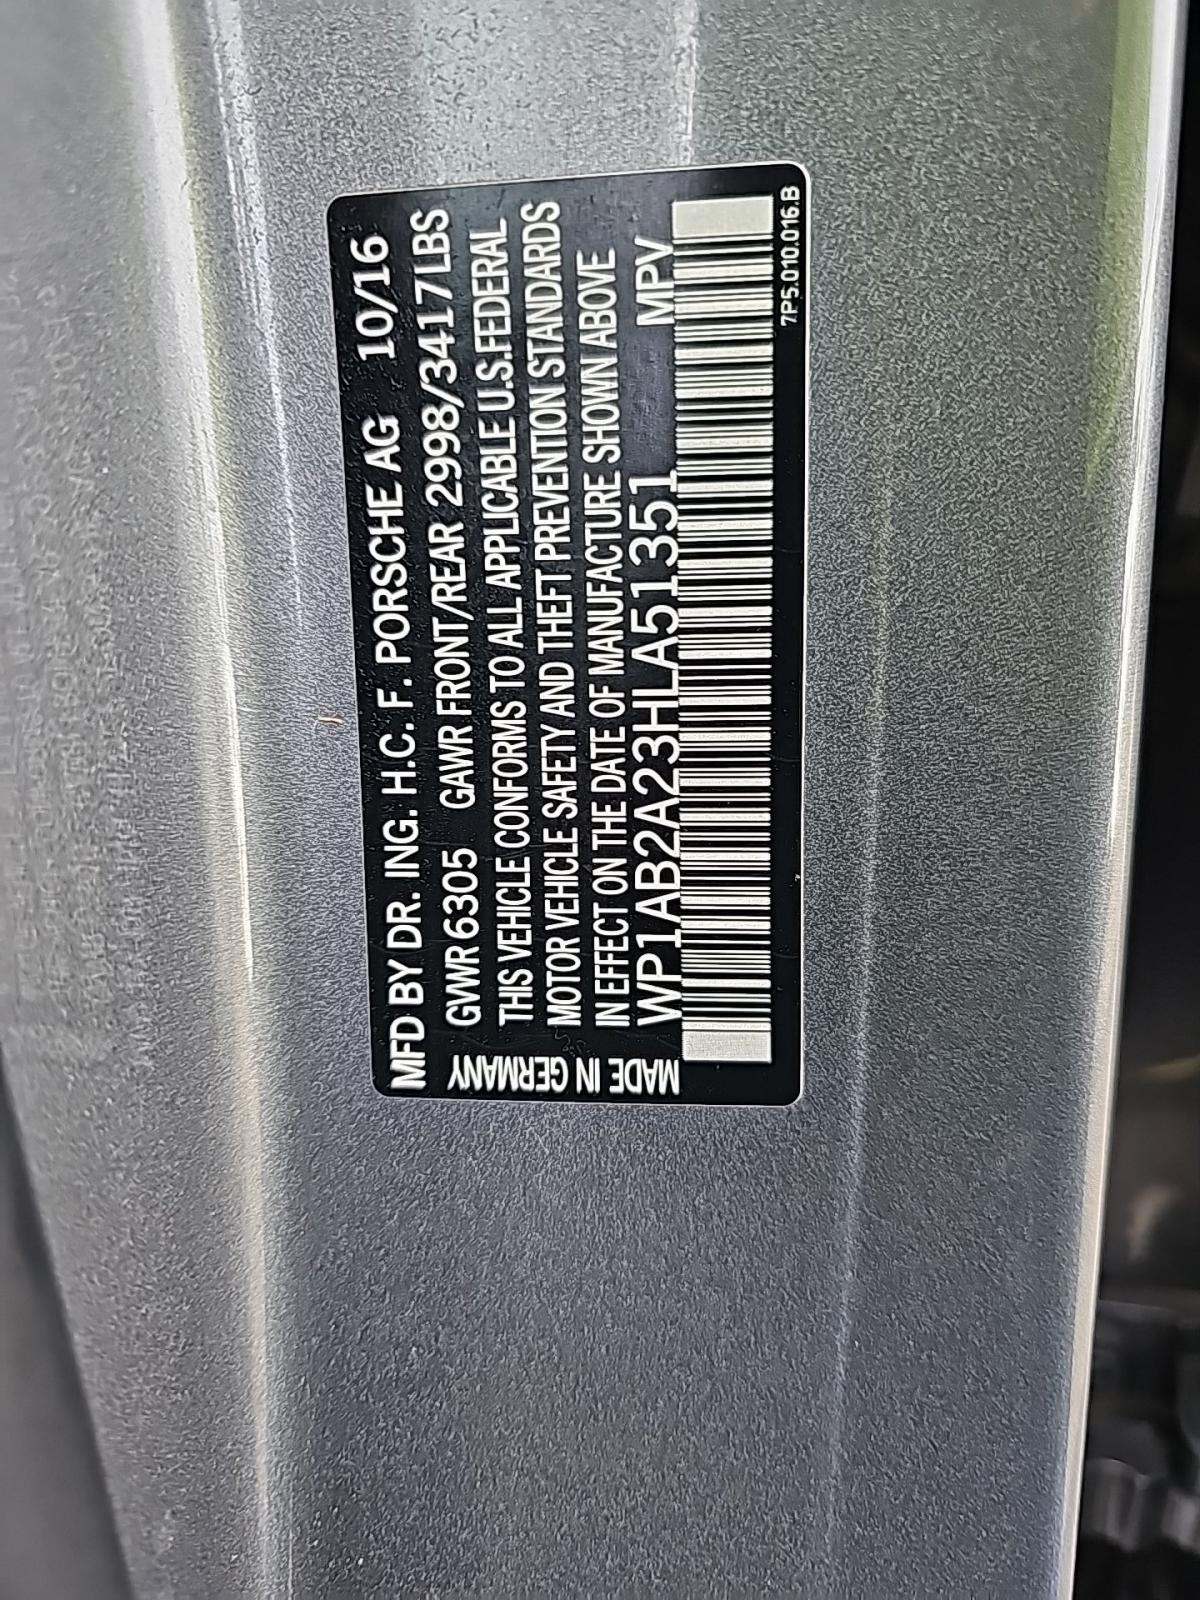 MFD BY DR. ING. H.C. F. PORSCHE AG 10/16
GVWR 6305 GAWR FRONT/REAR 2998/3417LBS
THIS VEHICLE CONFORMS TO ALL APPLICABLE U.S.FEDERAL
MOTOR VEHICLE SAFETY AND THEFT PREVENTION STANDARDS
IN EFFECT ON THE DATE OF MANUFACTURE SHOWN ABOVE
WP1AB2A23HLA51351 MPV
MADE IN GERMANY
7P5.010.016.B